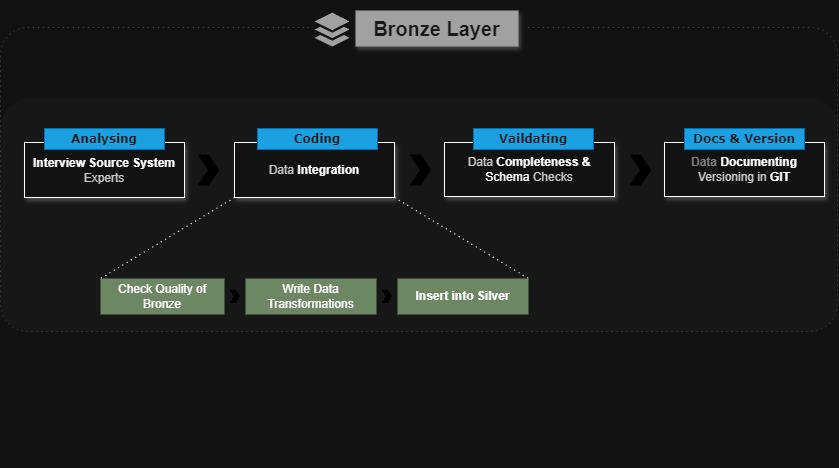 Bronze Layer
Analysing
Interview Source System
Experts
Coding
Data Integration
Vaildating
Data Completeness &
Schema Checks
Docs & Version
Data Documenting
Versioning in GIT
Check Quality of
Bronze
Write Data
Transformations
Insert into Silver